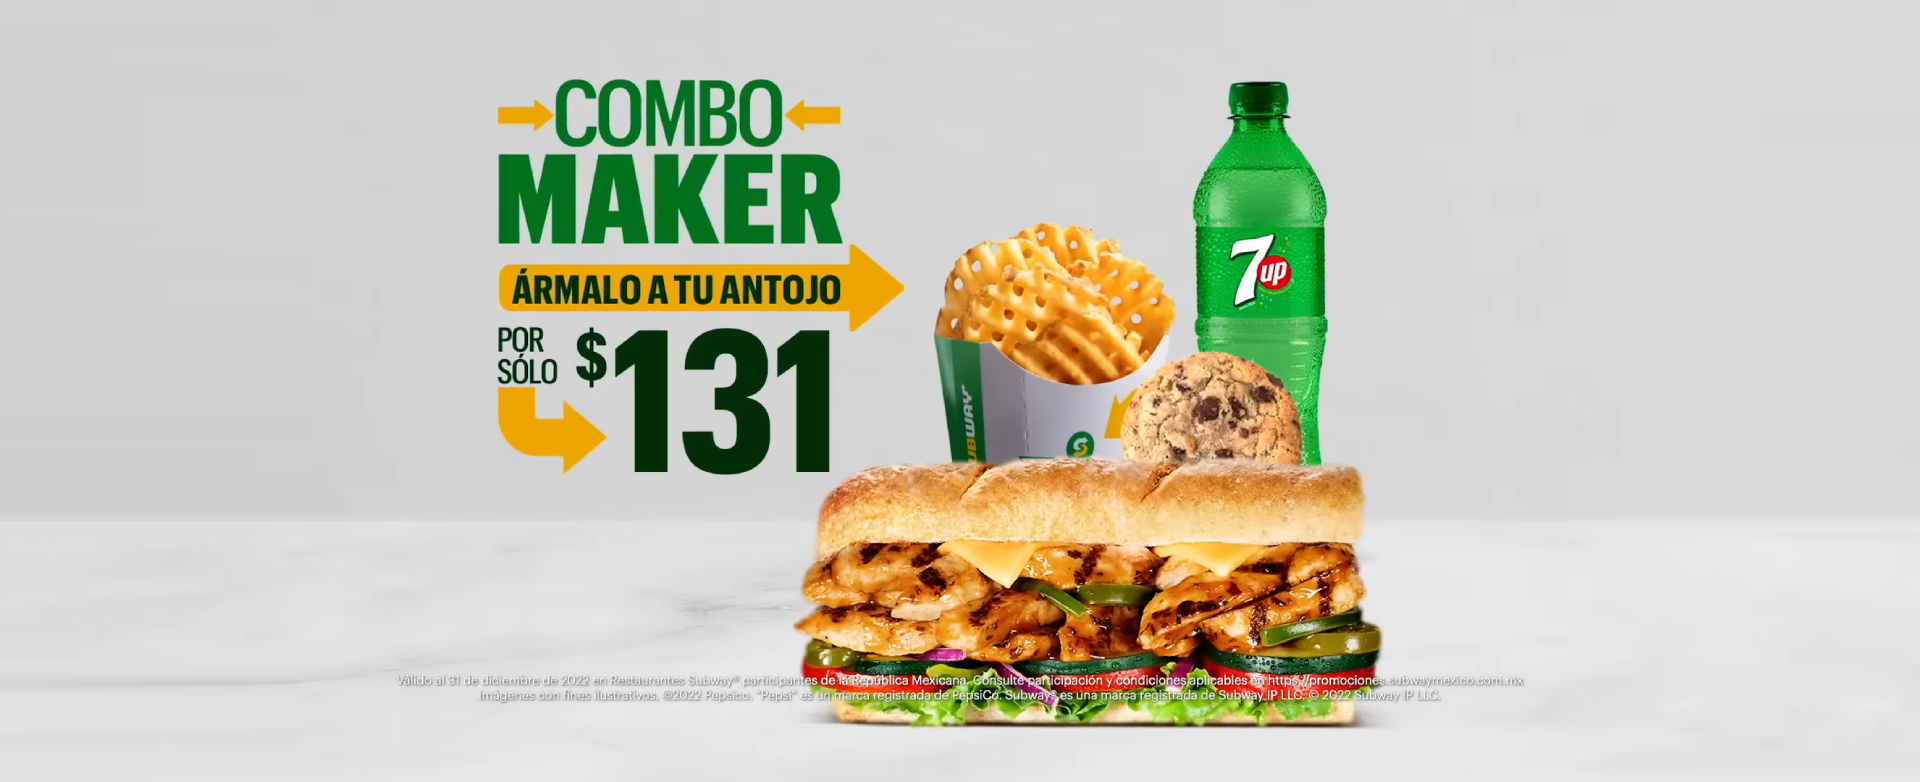 COMBO
MAKER
ÁRMALO A TU ANTOJO
POR
SÓLO
$131
7up
SUBWAY
Válido al 31 de diciembre de 2022 en Restaurantes Subway® participantes de la República Mexicana. Consulte participación y condiciones aplicables en https://promociones.subwaymexico.com.mx
Imágenes con fines ilustrativos. ©2022 Pepsico. "Pepsi" es un marca registrada de PepsiCo. Subway® es una marca registrada de Subway IP LLC. © 2022 Subway IP LLC.